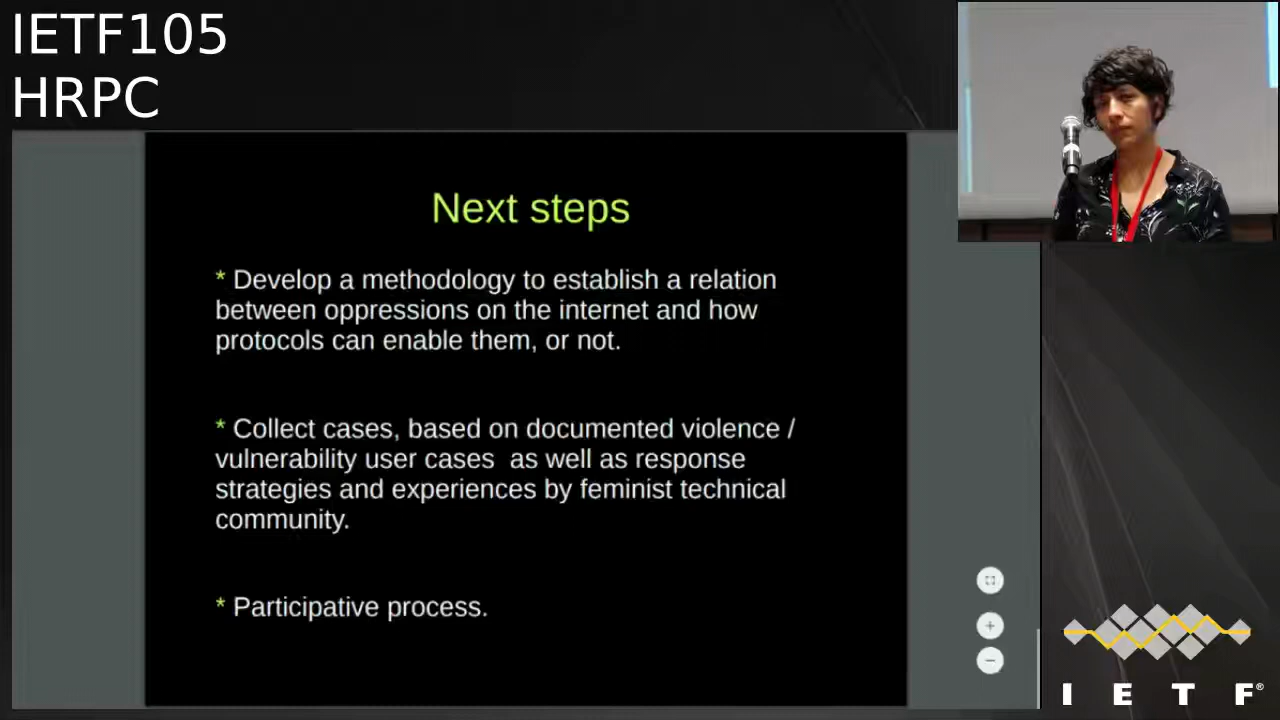 IETF105
HRPC
Next steps
* Develop a methodology to establish a relation
between oppressions on the internet and how
protocols can enable them, or not.
* Collect cases, based on documented violence /
vulnerability user cases  as well as response
strategies and experiences by feminist technical
community.
* Participative process.
I E T F®